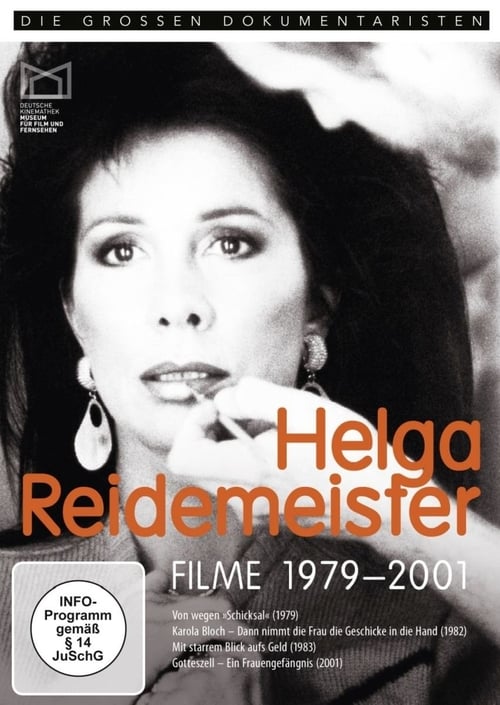 DIE GROSSEN DOKUMENTARISTEN
DEUTSCHE
KINEMATHEK
MUSEUM
FÜR FILM UND
FERNSEHEN
Helga
Reidemeister
FILME 1979–2001
Von wegen »Schicksal« (1979)
Karola Bloch – Dann nimmt die Frau die Geschicke in die Hand (1982)
Mit starrem Blick aufs Geld (1983)
Gotteszell – Ein Frauengefängnis (2001)
INFO-
Programm
gemäß
§ 14
JuSchG